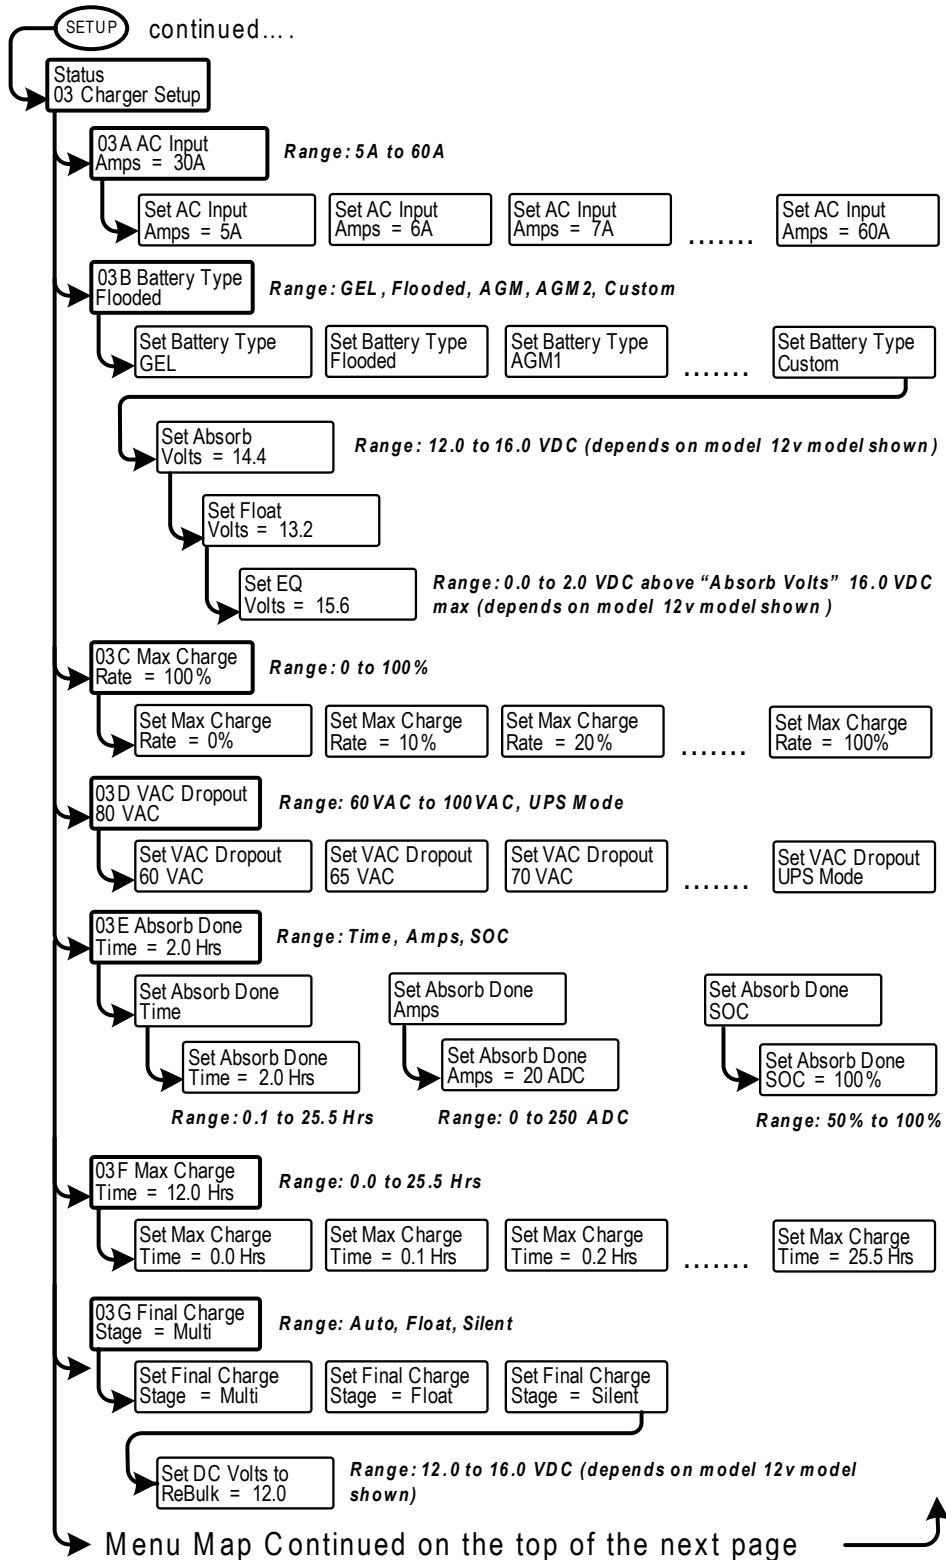 SETUP continued....
Status
03 Charger Setup
03A AC Input
Amps = 30A
Range: 5A to 60A
Set AC Input
Amps = 5A
Set AC Input
Amps = 6A
Set AC Input
Amps = 7A
.......
Set AC Input
Amps = 60A
03B Battery Type
Flooded
Range: GEL, Flooded, AGM, AGM2, Custom
Set Battery Type
GEL
Set Battery Type
Flooded
Set Battery Type
AGM1
.......
Set Battery Type
Custom
Set Absorb
Volts = 14.4
Range: 12.0 to 16.0 VDC (depends on model 12v model shown)
Set Float
Volts = 13.2
Set EQ
Volts = 15.6
Range: 0.0 to 2.0 VDC above “Absorb Volts” 16.0 VDC
max (depends on model 12v model shown)
03C Max Charge
Rate = 100%
Range: 0 to 100%
Set Max Charge
Rate = 0%
Set Max Charge
Rate = 10%
Set Max Charge
Rate = 20%
.......
Set Max Charge
Rate = 100%
03D VAC Dropout
80 VAC
Range: 60VAC to 100VAC, UPS Mode
Set VAC Dropout
60 VAC
Set VAC Dropout
65 VAC
Set VAC Dropout
70 VAC
.......
Set VAC Dropout
UPS Mode
03E Absorb Done
Time = 2.0 Hrs
Range: Time, Amps, SOC
Set Absorb Done
Time
Set Absorb Done
Amps
Set Absorb Done
SOC
Set Absorb Done
Time = 2.0 Hrs
Set Absorb Done
Amps = 20 ADC
Set Absorb Done
SOC = 100%
Range: 0.1 to 25.5 Hrs
Range: 0 to 250 ADC
Range: 50% to 100%
03F Max Charge
Time = 12.0 Hrs
Range: 0.0 to 25.5 Hrs
Set Max Charge
Time = 0.0 Hrs
Set Max Charge
Time = 0.1 Hrs
Set Max Charge
Time = 0.2 Hrs
.......
Set Max Charge
Time = 25.5 Hrs
03G Final Charge
Stage = Multi
Range: Auto, Float, Silent
Set Final Charge
Stage = Multi
Set Final Charge
Stage = Float
Set Final Charge
Stage = Silent
Set DC Volts to
ReBulk = 12.0
Range: 12.0 to 16.0 VDC (depends on model 12v model
shown)
Menu Map Continued on the top of the next page